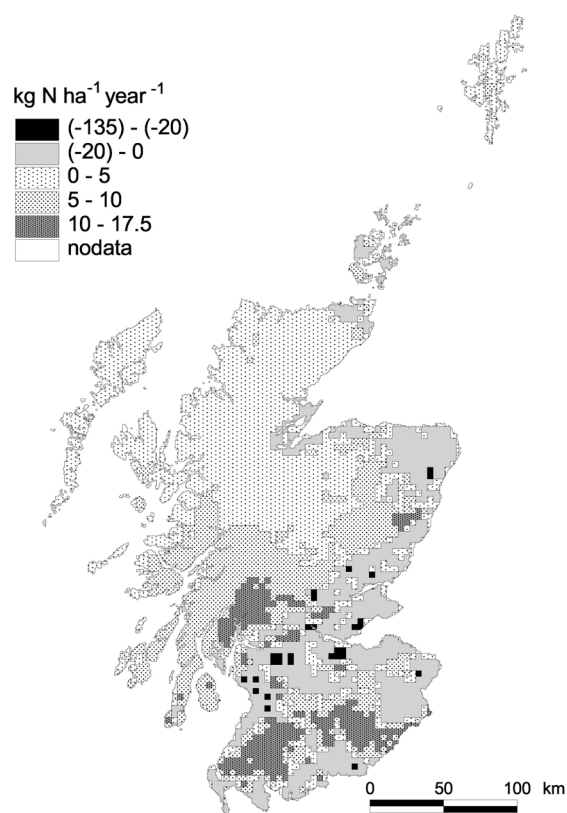 kg N ha⁻¹ year ⁻¹
(-135) - (-20)
(-20) - 0
0 - 5
5 - 10
10 - 17.5
nodata
0 50 100 km